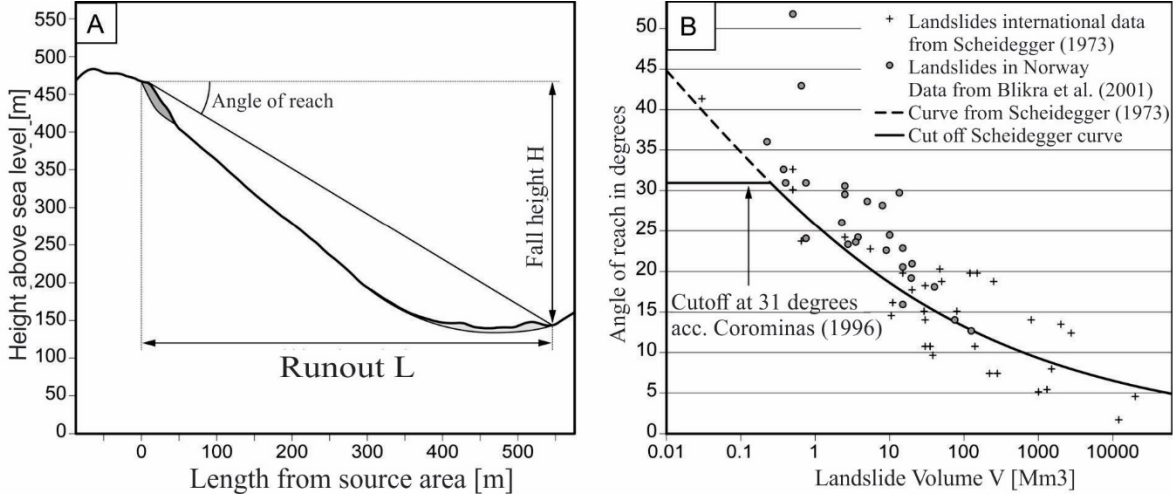 A
Height above sea level [m]
550
500
450
400
350
300
250
200
150
100
50
0
Angle of reach
Fall height H
Runout L
0
100
200
300
400
500
Length from source area [m]
B
Angle of reach in degrees
50
45
40
35
30
25
20
15
10
5
0
Landslides international data
from Scheidegger (1973)
Landslides in Norway
Data from Blikra et al. (2001)
Curve from Scheidegger (1973)
Cut off Scheidegger curve
Cutoff at 31 degrees
acc. Corominas (1996)
0.01
0.1
1
10
100
1000
10000
Landslide Volume V [Mm3]